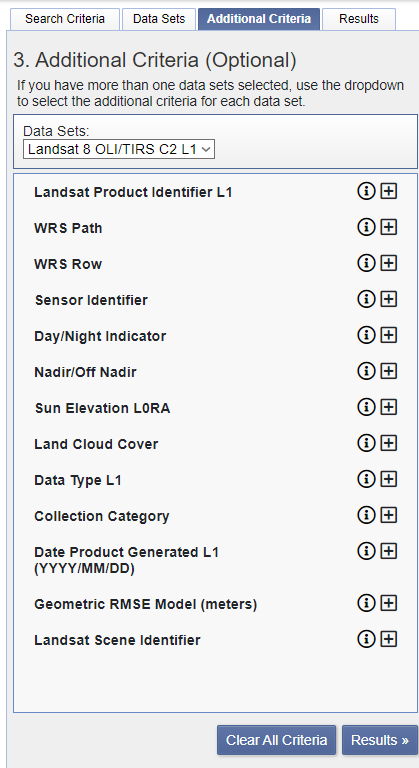 Search Criteria
Data Sets
Additional Criteria
Results
3. Additional Criteria (Optional)
If you have more than one data sets selected, use the dropdown
to select the additional criteria for each data set.
Data Sets:
Landsat 8 OLI/TIRS C2 L1
Landsat Product Identifier L1
WRS Path
WRS Row
Sensor Identifier
Day/Night Indicator
Nadir/Off Nadir
Sun Elevation L0RA
Land Cloud Cover
Data Type L1
Collection Category
Date Product Generated L1
(YYYY/MM/DD)
Geometric RMSE Model (meters)
Landsat Scene Identifier
Clear All Criteria
Results »